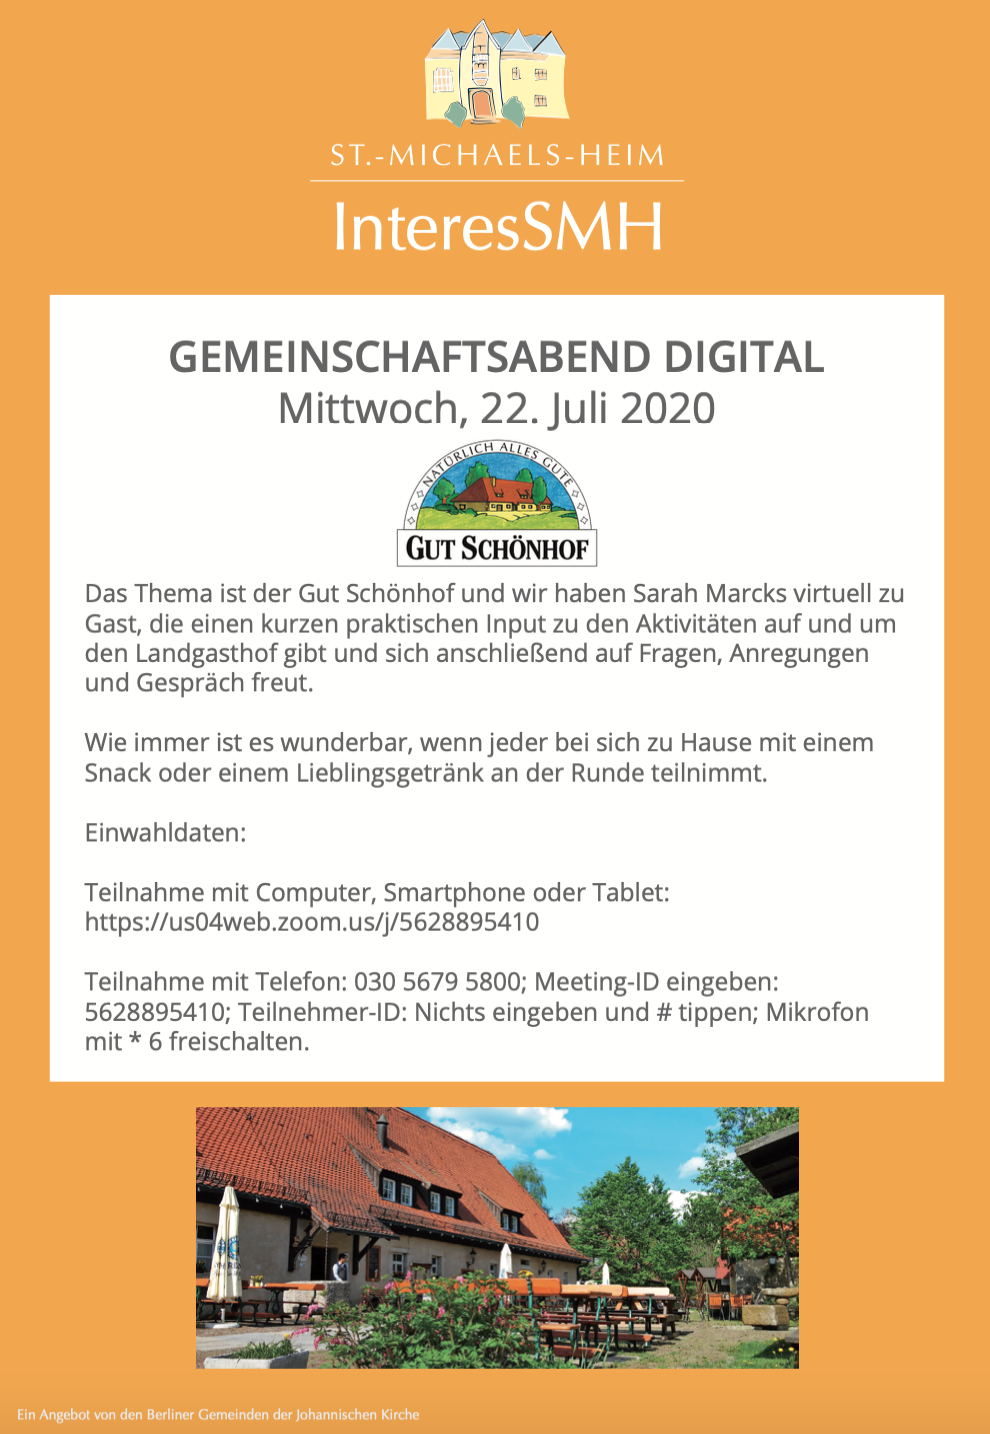 ST.-MICHAELS-HEIM
InteresSMH
GEMEINSCHAFTSABEND DIGITAL
Mittwoch, 22. Juli 2020
NATÜRLICH ALLES GUTE
GUT SCHÖNHOF
Das Thema ist der Gut Schönhof und wir haben Sarah Marcks virtuell zu
Gast, die einen kurzen praktischen Input zu den Aktivitäten auf und um
den Landgasthof gibt und sich anschließend auf Fragen, Anregungen
und Gespräch freut.
Wie immer ist es wunderbar, wenn jeder bei sich zu Hause mit einem
Snack oder einem Lieblingsgetränk an der Runde teilnimmt.
Einwahldaten:
Teilnahme mit Computer, Smartphone oder Tablet:
https://us04web.zoom.us/j/5628895410
Teilnahme mit Telefon: 030 5679 5800; Meeting-ID eingeben:
5628895410; Teilnehmer-ID: Nichts eingeben und # tippen; Mikrofon
mit * 6 freischalten.
Ein Angebot von den Berliner Gemeinden der Johannischen Kirche